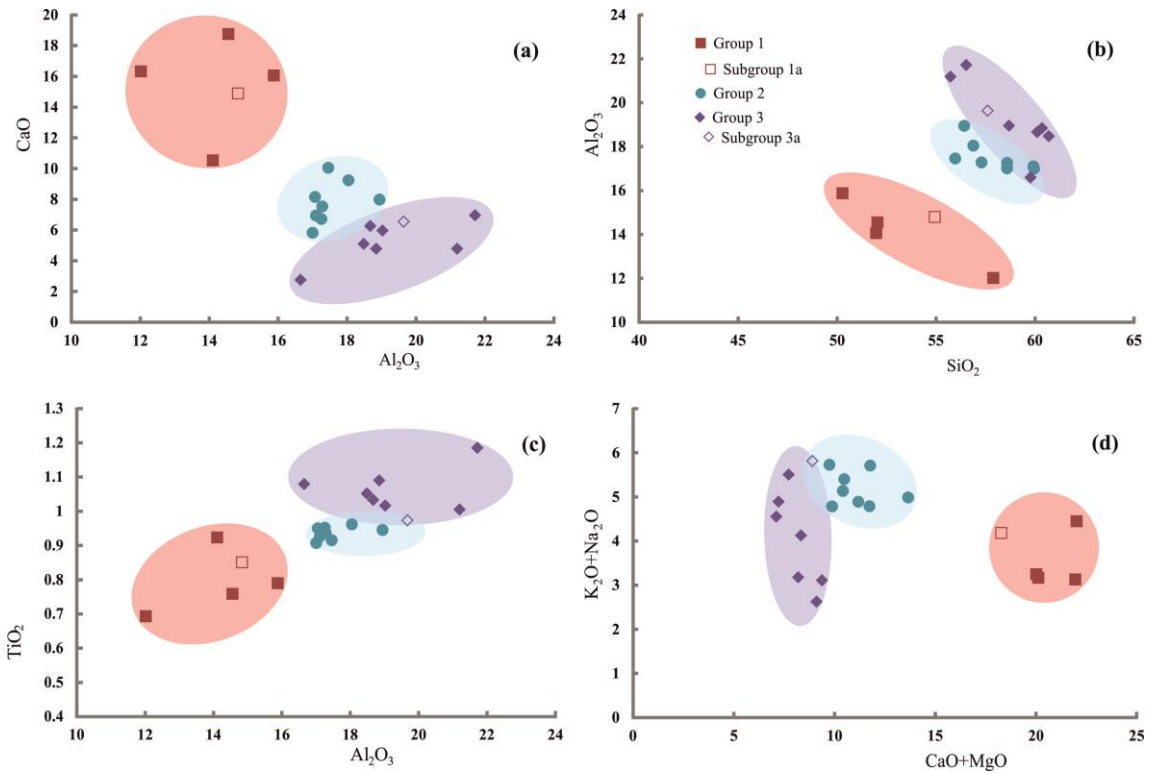 (a)
CaO
20
18
16
14
12
10
8
6
4
2
0
10 12 14 16 18 20 22 24
Al₂O₃
(b)
Group 1
Subgroup 1a
Group 2
Group 3
Subgroup 3a
Al₂O₃
24
22
20
18
16
14
12
10
40 45 50 55 60 65
SiO₂
(c)
TiO₂
1.3
1.2
1.1
1
0.9
0.8
0.7
0.6
0.5
0.4
10 12 14 16 18 20 22 24
Al₂O₃
(d)
K₂O+Na₂O
7
6
5
4
3
2
1
0
0 5 10 15 20 25
CaO+MgO